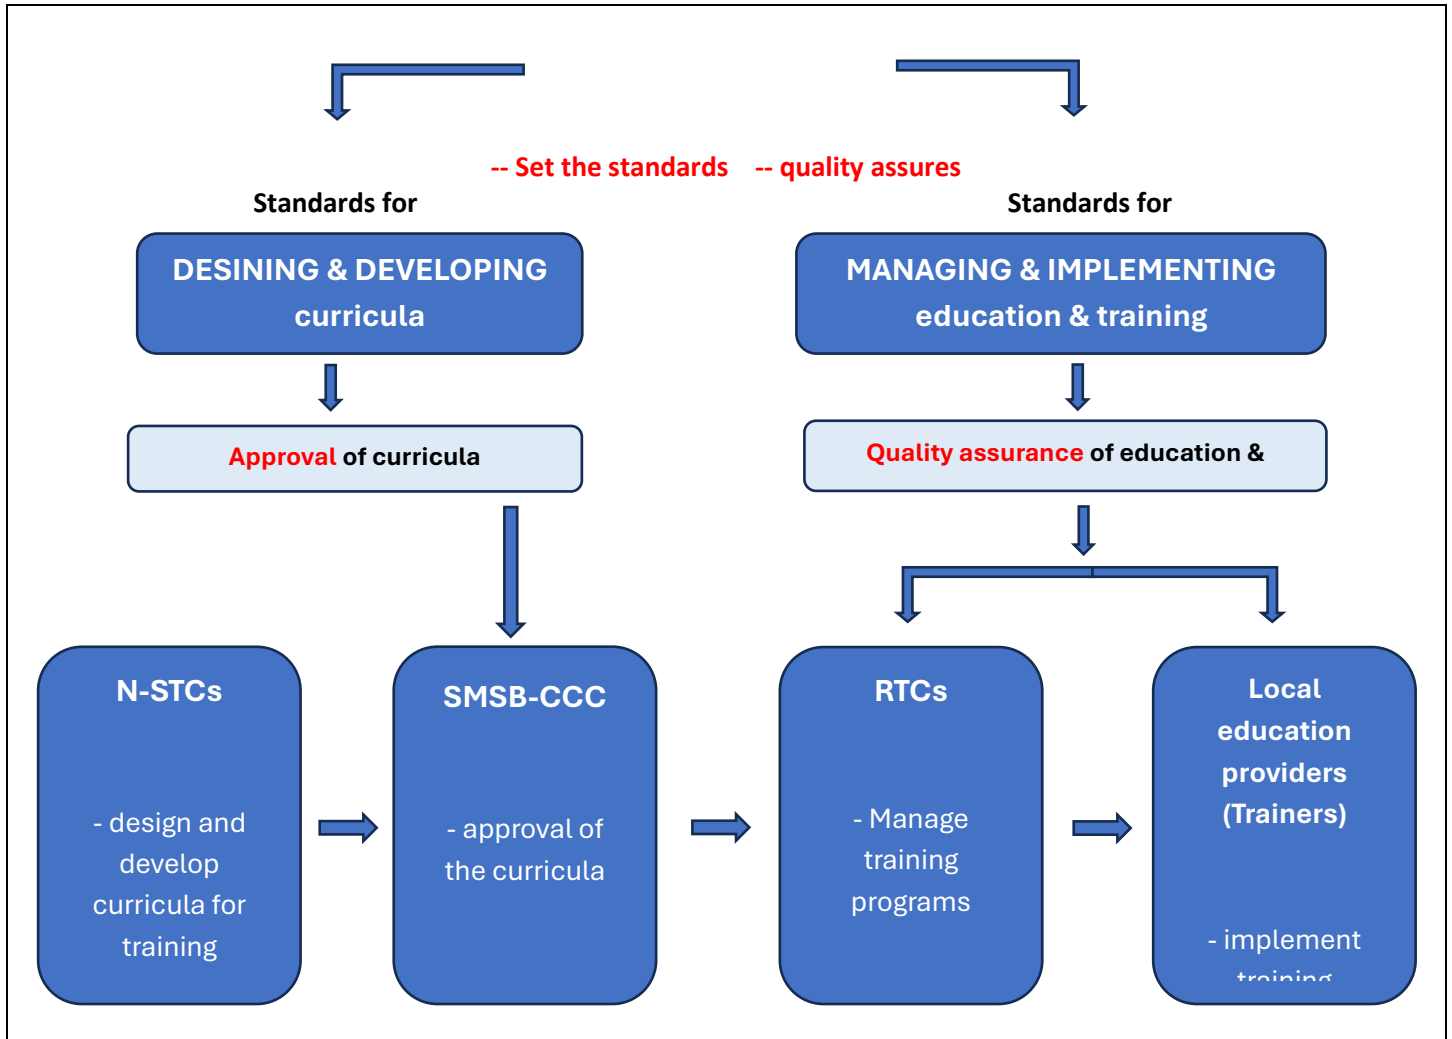 -- Set the standards -- quality assures
Standards for
Standards for
DESINING & DEVELOPING
curricula
MANAGING & IMPLEMENTING
education & training
Approval of curricula
Quality assurance of education &
N-STCs
- design and
develop
curricula for
training
SMSB-CCC
- approval of
the curricula
RTCs
- Manage
training
programs
Local
education
providers
(Trainers)
- implement
training